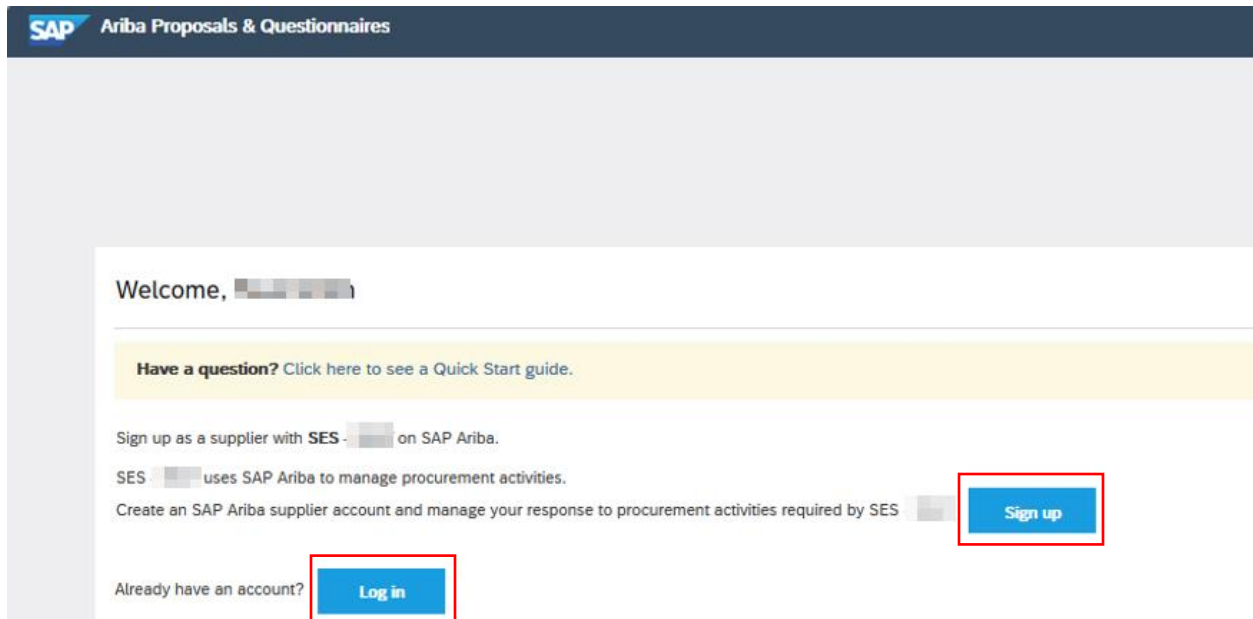 SAP Ariba Proposals & Questionnaires
Welcome,
Have a question? Click here to see a Quick Start guide.
Sign up as a supplier with SES - on SAP Ariba.
SES - uses SAP Ariba to manage procurement activities.
Create an SAP Ariba supplier account and manage your response to procurement activities required by SES - Sign up
Already have an account? Log in